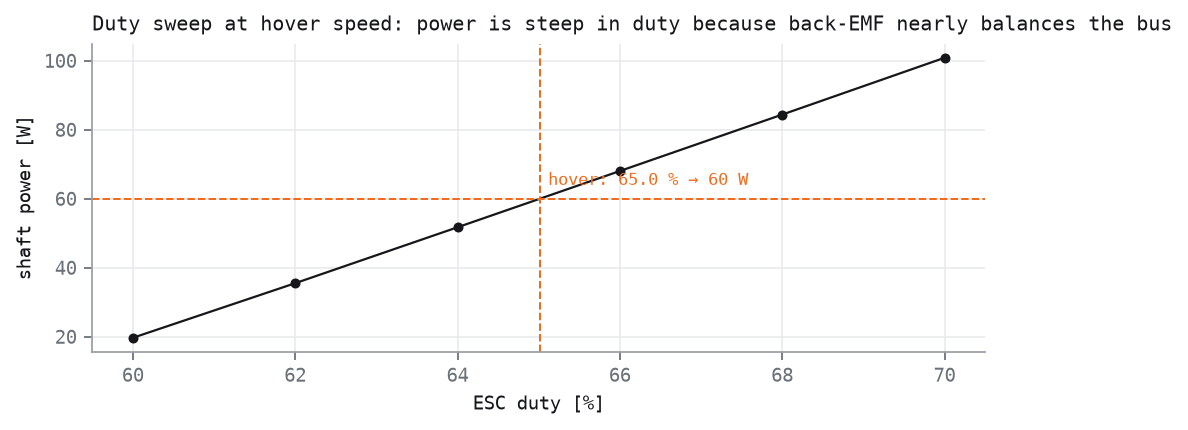 Duty sweep at hover speed: power is steep in duty because back-EMF nearly balances the bus
100
80
60
40
20
shaft power [W]
hover: 65.0 % → 60 W
60 62 64 66 68 70
ESC duty [%]